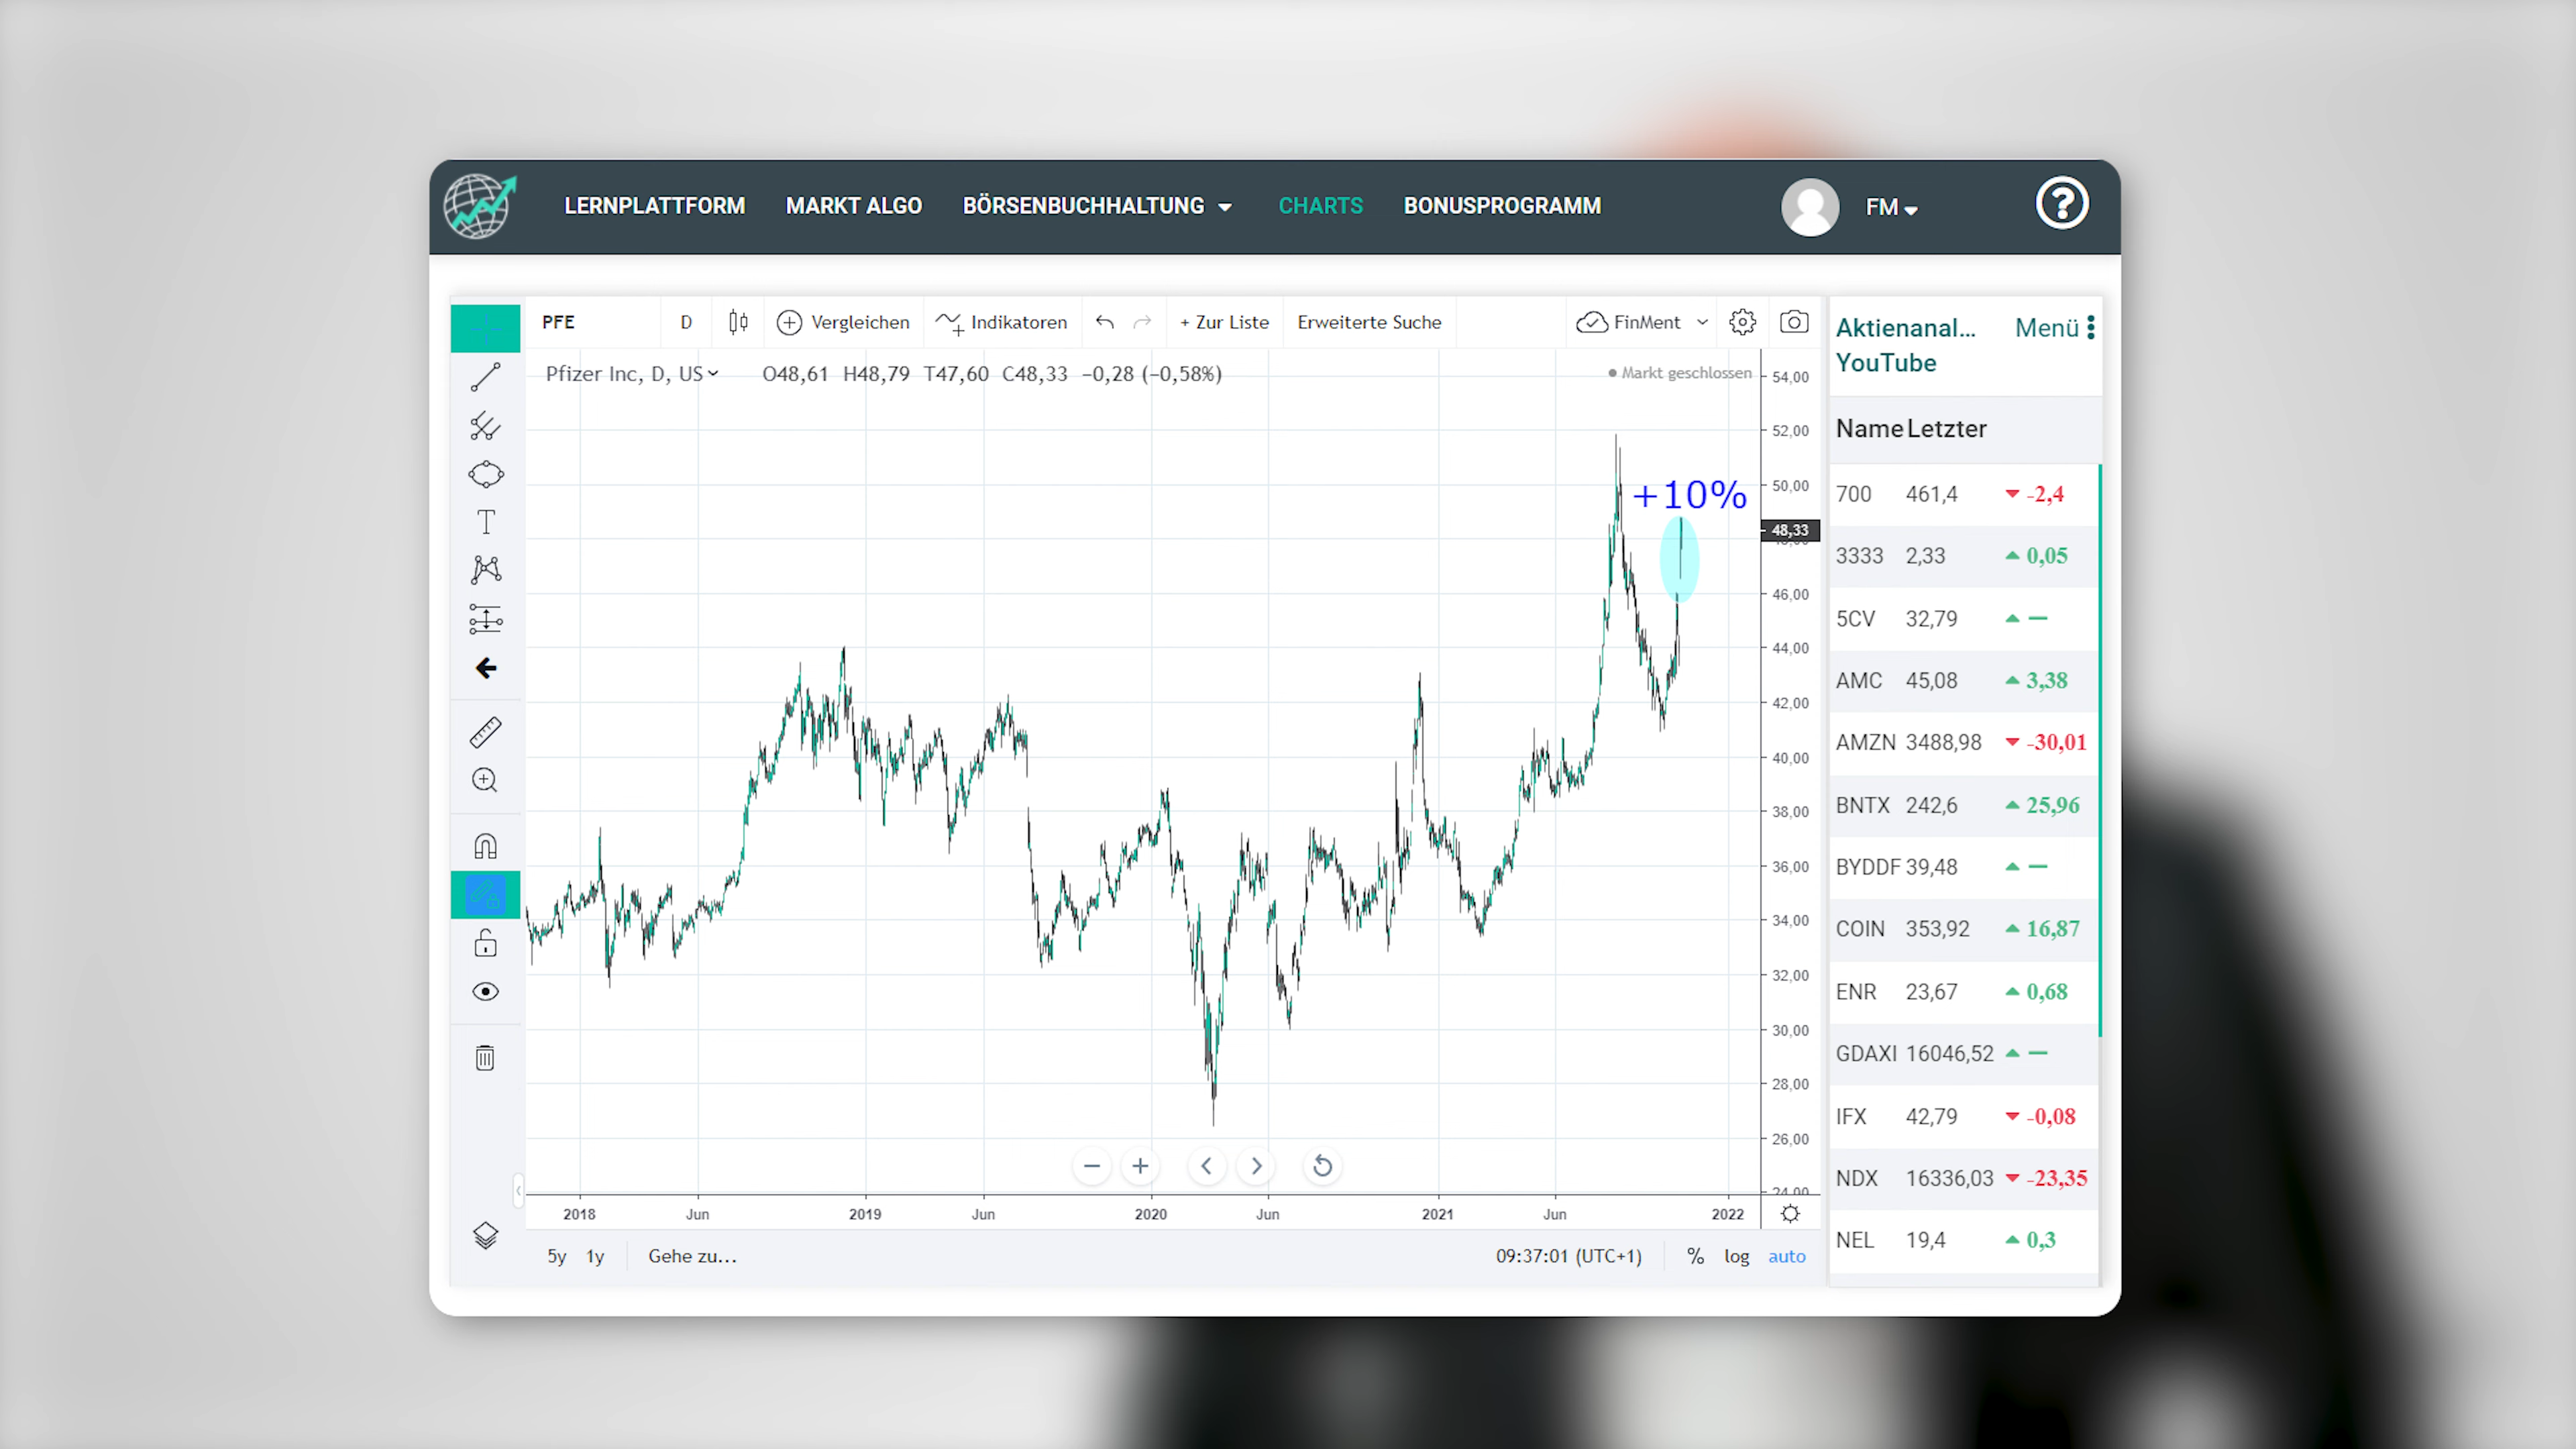 LERNPLATTFORM MARKT ALGO BÖRSENBUCHHALTUNG CHARTS BONUSPROGRAMM FM ?
PFE D Vergleichen Indikatoren + Zur Liste Erweiterte Suche FinMent
Aktienanal... Menü
YouTube
Pfizer Inc, D, US O48,61 H48,79 T47,60 C48,33 −0,28 (−0,58%)
Markt geschlossen
54,00
52,00
50,00
48,33
46,00
44,00
42,00
40,00
38,00
36,00
34,00
32,00
30,00
28,00
26,00
24,00
+10%
2018 Jun 2019 Jun 2020 Jun 2021 Jun 2022
5y 1y Gehe zu... 09:37:01 (UTC+1) % log auto
Name Letzter
700 461,4 -2,4
3333 2,33 0,05
5CV 32,79 —
AMC 45,08 3,38
AMZN 3488,98 -30,01
BNTX 242,6 25,96
BYDDF 39,48 —
COIN 353,92 16,87
ENR 23,67 0,68
GDAXI 16046,52 —
IFX 42,79 -0,08
NDX 16336,03 -23,35
NEL 19,4 0,3